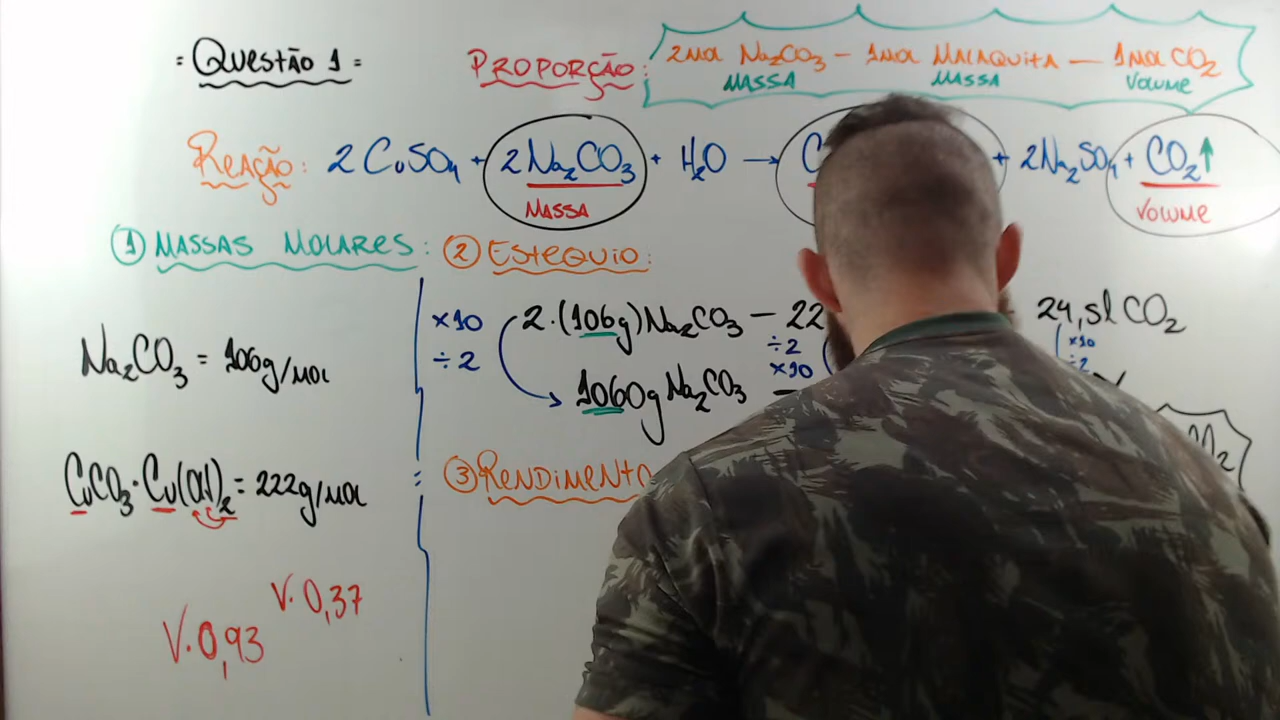 = Questão 1 =
Proporção: 2mol Na₂CO₃ - 1mol Malaquita - 1mol CO₂
Massa Massa Volume
Reação: 2 CuSO₄ + 2Na₂CO₃ + H₂O → C + 2Na₂SO₄ + CO₂↑
Massa Volume
① Massas Molares: ② Estequio:
×10 2·(106g)Na₂CO₃ - 22 24,5l CO₂
÷2 ÷2 ×10
×10 ÷2
Na₂CO₃ = 106g/mol 1060g Na₂CO₃ -
③ Rendimento
CuCO₃·Cu(OH)₂ = 222g/mol
V·0,37
V·0,93